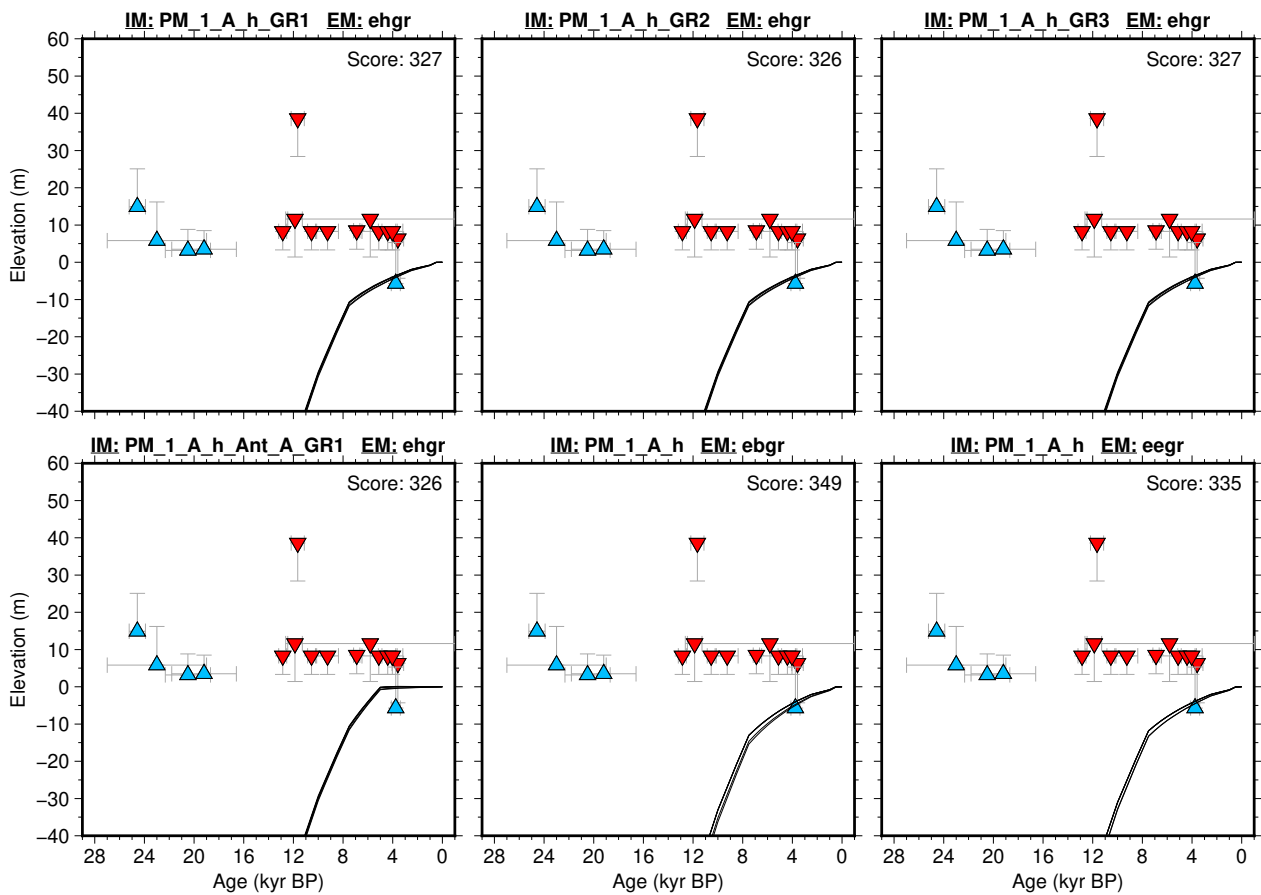 IM: PM_1_A_h_GR1 EM: ehgr
IM: PM_1_A_h_GR2 EM: ehgr
IM: PM_1_A_h_GR3 EM: ehgr
60
50
40
30
20
10
0
−10
−20
−30
−40
Elevation (m)
Score: 327
Score: 326
Score: 327
IM: PM_1_A_h_Ant_A_GR1 EM: ehgr
IM: PM_1_A_h EM: ebgr
IM: PM_1_A_h EM: eegr
60
50
40
30
20
10
0
−10
−20
−30
−40
Elevation (m)
Score: 326
Score: 349
Score: 335
28 24 20 16 12 8 4 0
28 24 20 16 12 8 4 0
28 24 20 16 12 8 4 0
Age (kyr BP)
Age (kyr BP)
Age (kyr BP)